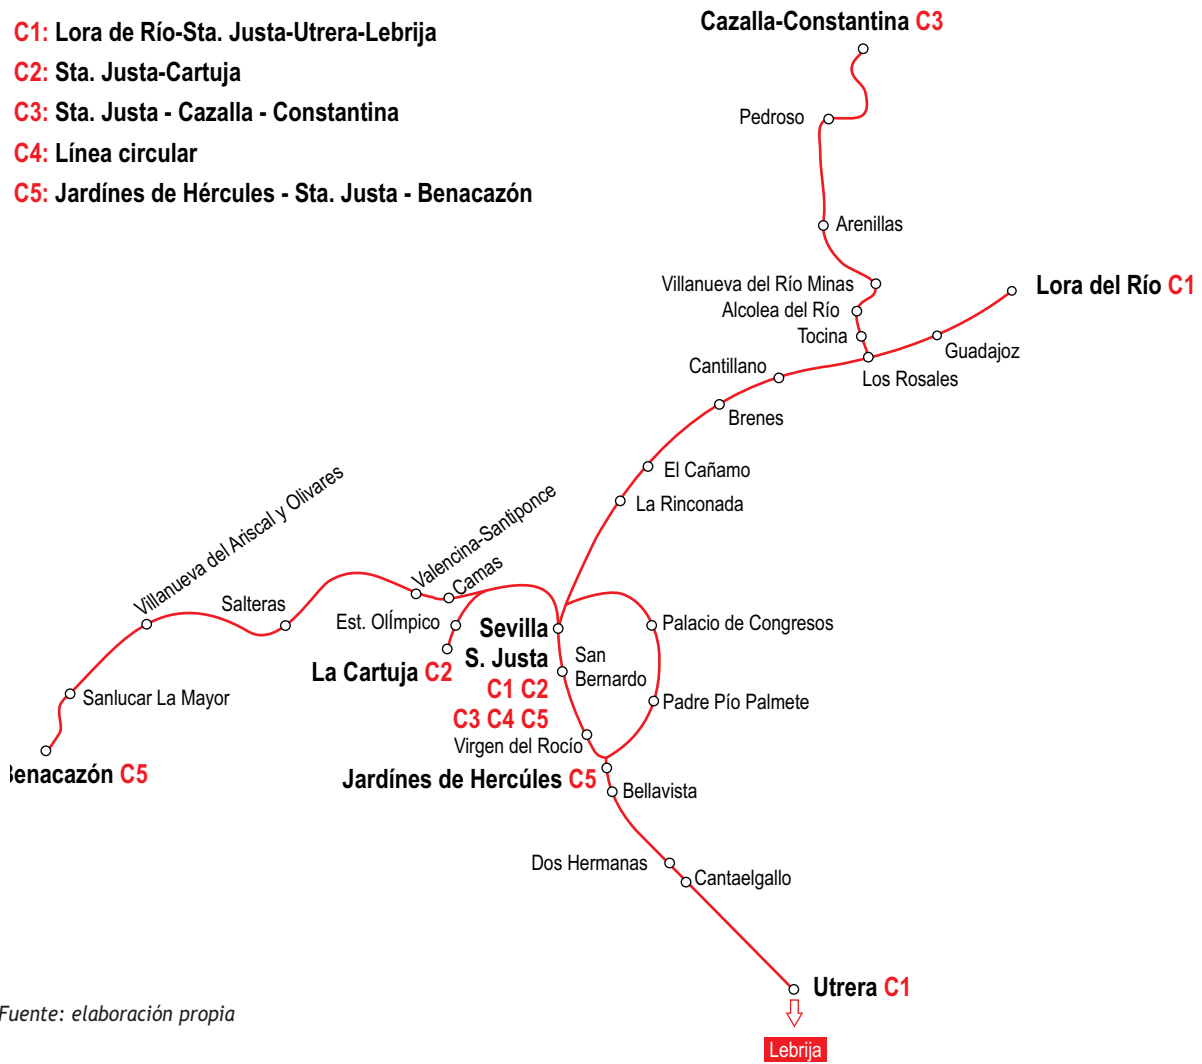 C1: Lora de Río-Sta. Justa-Utrera-Lebrija
C2: Sta. Justa-Cartuja
C3: Sta. Justa - Cazalla - Constantina
C4: Línea circular
C5: Jardínes de Hércules - Sta. Justa - Benacazón
Cazalla-Constantina C3
Pedroso
Arenillas
Villanueva del Río Minas
Alcolea del Río
Tocina
Lora del Río C1
Guadajoz
Los Rosales
Cantillano
Brenes
El Cañamo
La Rinconada
Villanueva del Ariscal y Olivares
Valencina-Santiponce
Camas
Salteras
Est. Olímpico
La Cartuja C2
Sevilla
S. Justa
C1 C2
C3 C4 C5
San
Bernardo
Palacio de Congresos
Padre Pío Palmete
Virgen del Rocío
Sanlucar La Mayor
Benacazón C5
Jardínes de Hercúles C5
Bellavista
Dos Hermanas
Cantaelgallo
Utrera C1
Lebrija
Fuente: elaboración propia